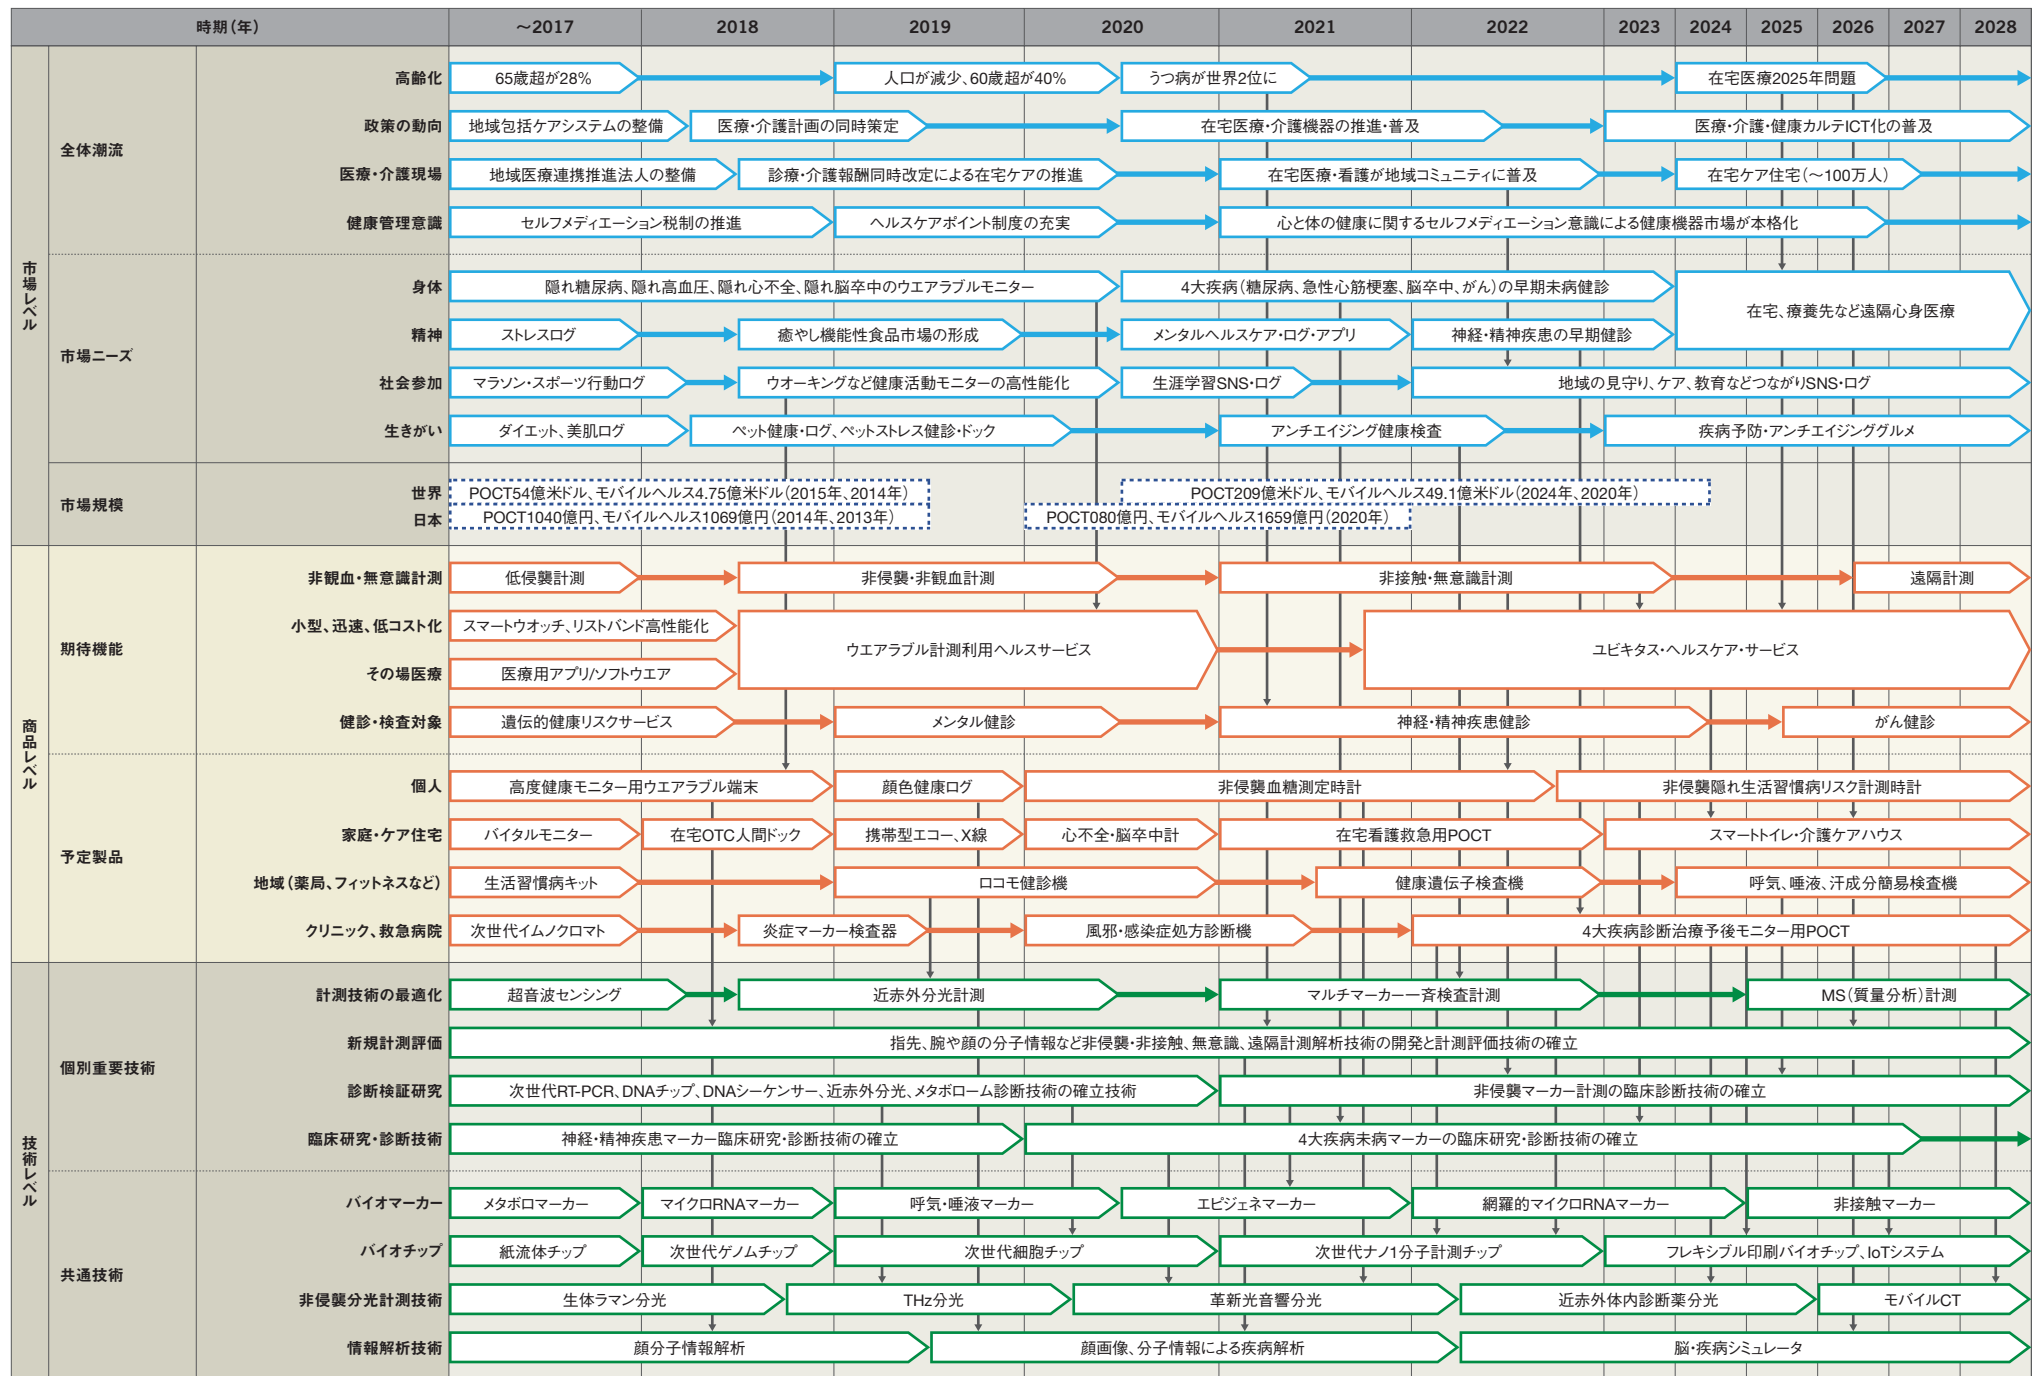 時期（年） ～2017 2018 2019 2020 2021 2022 2023 2024 2025 2026 2027 2028
市場レベル
全体潮流
高齢化 65歳超が28% 人口が減少、60歳超が40% うつ病が世界2位に 在宅医療2025年問題
政策の動向 地域包括ケアシステムの整備 医療・介護計画の同時策定 在宅医療・介護機器の推進・普及 医療・介護・健康カルテICT化の普及
医療・介護現場 地域医療連携推進法人の整備 診療・介護報酬同時改定による在宅ケアの推進 在宅医療・看護が地域コミュニティに普及 在宅ケア住宅（～100万人）
健康管理意識 セルフメディエーション税制の推進 ヘルスケアポイント制度の充実 心と体の健康に関するセルフメディエーション意識による健康機器市場が本格化
市場ニーズ
身体 隠れ糖尿病、隠れ高血圧、隠れ心不全、隠れ脳卒中のウエアラブルモニター 4大疾病（糖尿病、急性心筋梗塞、脳卒中、がん）の早期未病健診
在宅、療養先など遠隔心身医療
精神 ストレスログ 癒やし機能性食品市場の形成 メンタルヘルスケア・ログ・アプリ 神経・精神疾患の早期健診
社会参加 マラソン・スポーツ行動ログ ウオーキングなど健康活動モニターの高性能化 生涯学習SNS・ログ 地域の見守り、ケア、教育などつながりSNS・ログ
生きがい ダイエット、美肌ログ ペット健康・ログ、ペットストレス健診・ドック アンチエイジング健康検査 疾病予防・アンチエイジンググルメ
市場規模
世界 POCT54億米ドル、モバイルヘルス4.75億米ドル（2015年、2014年） POCT209億米ドル、モバイルヘルス49.1億米ドル（2024年、2020年）
日本 POCT1040億円、モバイルヘルス1069億円（2014年、2013年） POCT080億円、モバイルヘルス1659億円（2020年）
商品レベル
期待機能
非観血・無意識計測 低侵襲計測 非侵襲・非観血計測 非接触・無意識計測 遠隔計測
小型、迅速、低コスト化 スマートウオッチ、リストバンド高性能化
ウエアラブル計測利用ヘルスサービス ユビキタス・ヘルスケア・サービス
その場医療 医療用アプリ/ソフトウエア
健診・検査対象 遺伝的健康リスクサービス メンタル健診 神経・精神疾患健診 がん健診
予定製品
個人 高度健康モニター用ウエアラブル端末 顔色健康ログ 非侵襲血糖測定時計 非侵襲隠れ生活習慣病リスク計測時計
家庭・ケア住宅 バイタルモニター 在宅OTC人間ドック 携帯型エコー、X線 心不全・脳卒中計 在宅看護救急用POCT スマートトイレ・介護ケアハウス
地域（薬局、フィットネスなど） 生活習慣病キット ロコモ健診機 健康遺伝子検査機 呼気、唾液、汗成分簡易検査機
クリニック、救急病院 次世代イムノクロマト 炎症マーカー検査器 風邪・感染症処方診断機 4大疾病診断治療予後モニター用POCT
技術レベル
個別重要技術
計測技術の最適化 超音波センシング 近赤外分光計測 マルチマーカー一斉検査計測 MS（質量分析）計測
新規計測評価 指先、腕や顔の分子情報など非侵襲・非接触、無意識、遠隔計測解析技術の開発と計測評価技術の確立
診断検証研究 次世代RT-PCR、DNAチップ、DNAシーケンサー、近赤外分光、メタボローム診断技術の確立技術 非侵襲マーカー計測の臨床診断技術の確立
臨床研究・診断技術 神経・精神疾患マーカー臨床研究・診断技術の確立 4大疾病未病マーカーの臨床研究・診断技術の確立
共通技術
バイオマーカー メタボロマーカー マイクロRNAマーカー 呼気・唾液マーカー エピジェネマーカー 網羅的マイクロRNAマーカー 非接触マーカー
バイオチップ 紙流体チップ 次世代ゲノムチップ 次世代細胞チップ 次世代ナノ1分子計測チップ フレキシブル印刷バイオチップ、IoTシステム
非侵襲分光計測技術 生体ラマン分光 THz分光 革新光音響分光 近赤外体内診断薬分光 モバイルCT
情報解析技術 顔分子情報解析 顔画像、分子情報による疾病解析 脳・疾病シミュレータ